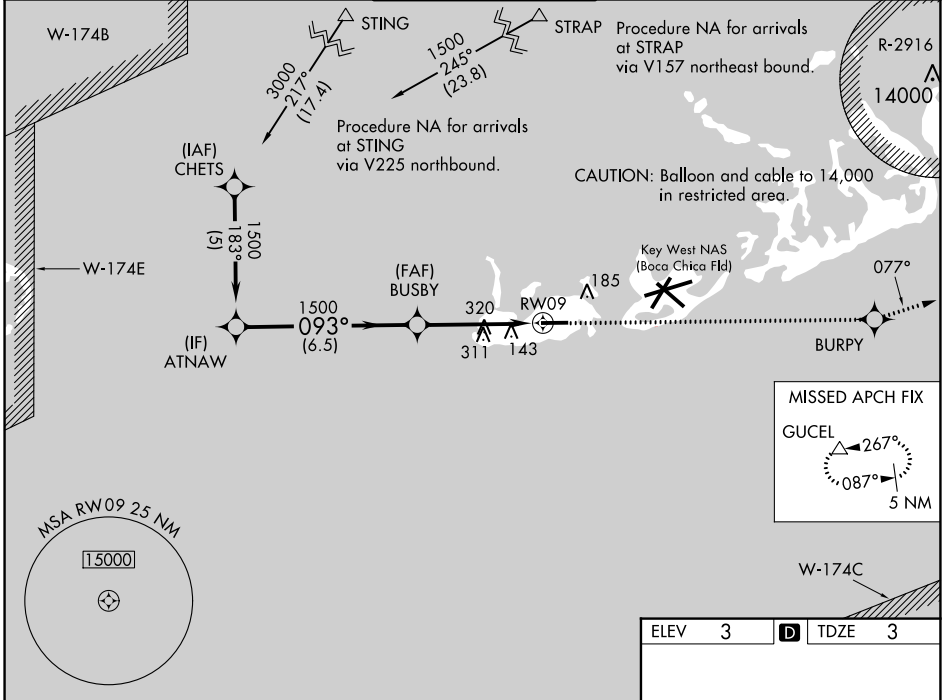 W-174B
STING
3000
217°
(17.4)
STRAP
1500
245°
(23.8)
Procedure NA for arrivals
at STRAP
via V157 northeast bound.
R-2916
14000
Procedure NA for arrivals
at STING
via V225 northbound.
(IAF)
CHETS
CAUTION: Balloon and cable to 14,000
in restricted area.
1500
183°
(5)
W-174E
(FAF)
BUSBY
Key West NAS
(Boca Chica Fld)
185
077°
1500
093°
(6.5)
320
RW09
311
143
(IF)
ATNAW
BURPY
MISSED APCH FIX
GUCEL
267°
087°
5 NM
MSA RW09 25 NM
15000
W-174C
ELEV 3 D TDZE 3